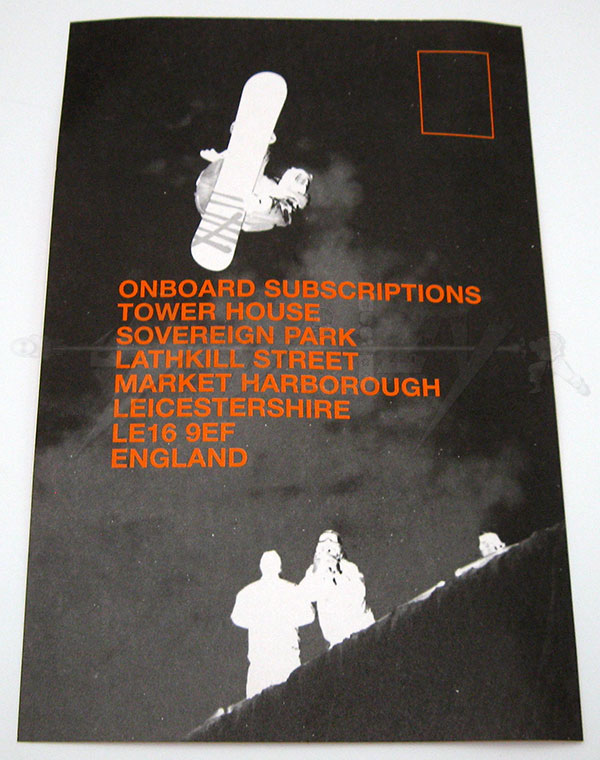 ONBOARD SUBSCRIPTIONS
TOWER HOUSE
SOVEREIGN PARK
LATHKILL STREET
MARKET HARBOROUGH
LEICESTERSHIRE
LE16 9EF
ENGLAND